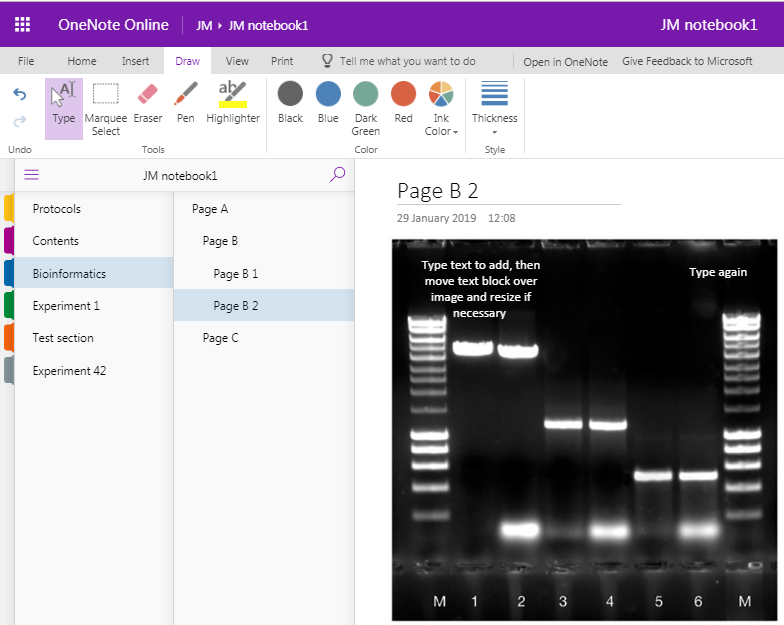 OneNote Online JM ▸ JM notebook1 JM notebook1
File Home Insert Draw View Print Tell me what you want to do Open in OneNote Give Feedback to Microsoft
Type Marquee Select Eraser Pen ab Highlighter Black Blue Dark Green Red Ink Color Thickness
Undo Tools Color Style
JM notebook1
Protocols
Contents
Bioinformatics
Experiment 1
Test section
Experiment 42
Page A
Page B
Page B 1
Page B 2
Page C
Page B 2
29 January 2019 12:08
Type text to add, then
move text block over
image and resize if
necessary
Type again
M 1 2 3 4 5 6 M